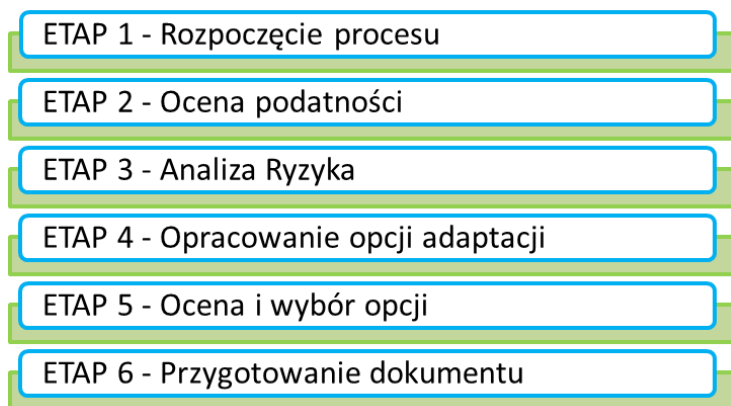 ETAP 1 - Rozpoczęcie procesu
ETAP 2 - Ocena podatności
ETAP 3 - Analiza Ryzyka
ETAP 4 - Opracowanie opcji adaptacji
ETAP 5 - Ocena i wybór opcji
ETAP 6 - Przygotowanie dokumentu